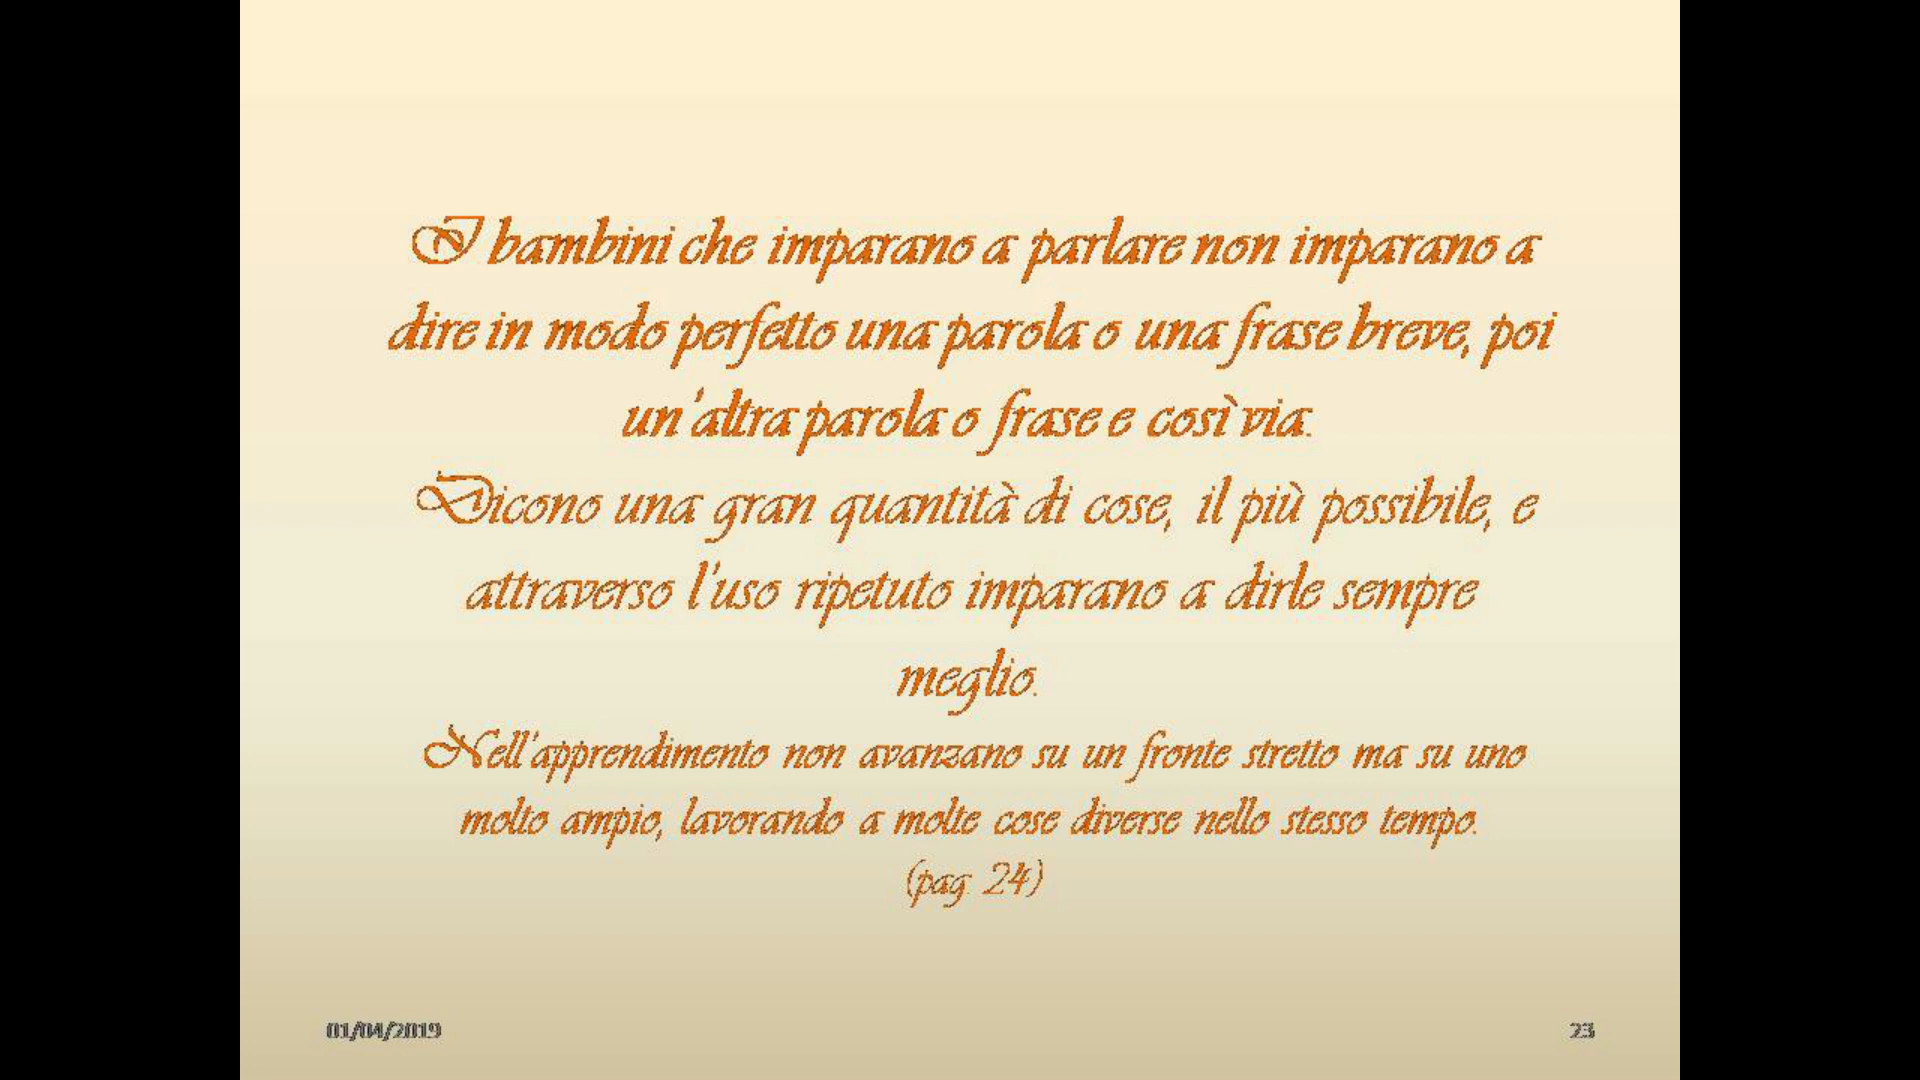 I bambini che imparano a parlare non imparano a
dire in modo perfetto una parola o una frase breve, poi
un'altra parola o frase e così via.
Dicono una gran quantità di cose, il più possibile, e
attraverso l'uso ripetuto imparano a dirle sempre
meglio.
Nell'apprendimento non avanzano su un fronte stretto ma su uno
molto ampio, lavorando a molte cose diverse nello stesso tempo.
(pag. 24)
01/04/2019
23